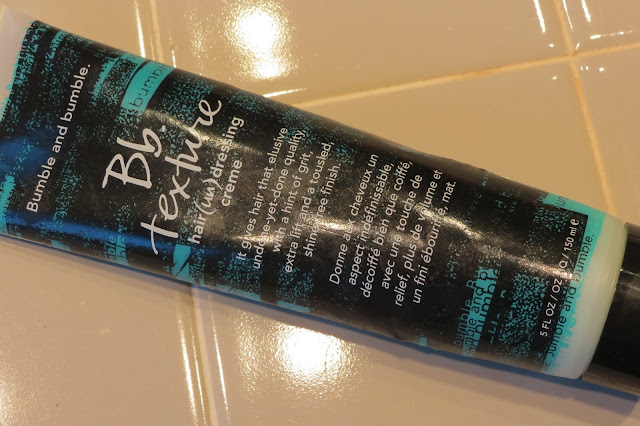 Bumble and bumble.
Bb.
texture
hair (un) dressing
creme
It gives hair that elusive
undone-yet-done quality,
with a hint of grit,
extra lift and a tousled,
shine-free finish.
Donne aux cheveux un
aspect indéfinissable,
décoiffé bien que coiffé,
avec une touche de
relief, plus de volume et
un fini ébouriffé, mat.
5 FL OZ / OZ LIQ / 150 ml e